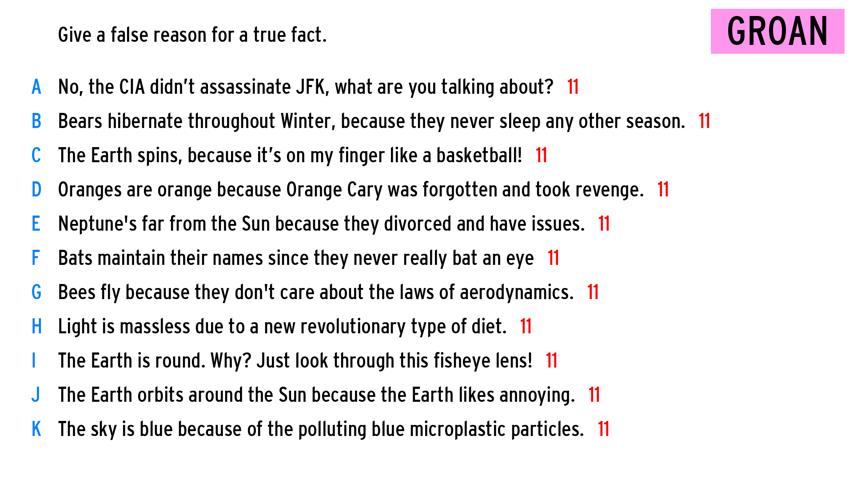 Give a false reason for a true fact.
GROAN
A No, the CIA didn't assassinate JFK, what are you talking about? 11
B Bears hibernate throughout Winter, because they never sleep any other season. 11
C The Earth spins, because it's on my finger like a basketball! 11
D Oranges are orange because Orange Cary was forgotten and took revenge. 11
E Neptune's far from the Sun because they divorced and have issues. 11
F Bats maintain their names since they never really bat an eye 11
G Bees fly because they don't care about the laws of aerodynamics. 11
H Light is massless due to a new revolutionary type of diet. 11
I The Earth is round. Why? Just look through this fisheye lens! 11
J The Earth orbits around the Sun because the Earth likes annoying. 11
K The sky is blue because of the polluting blue microplastic particles. 11